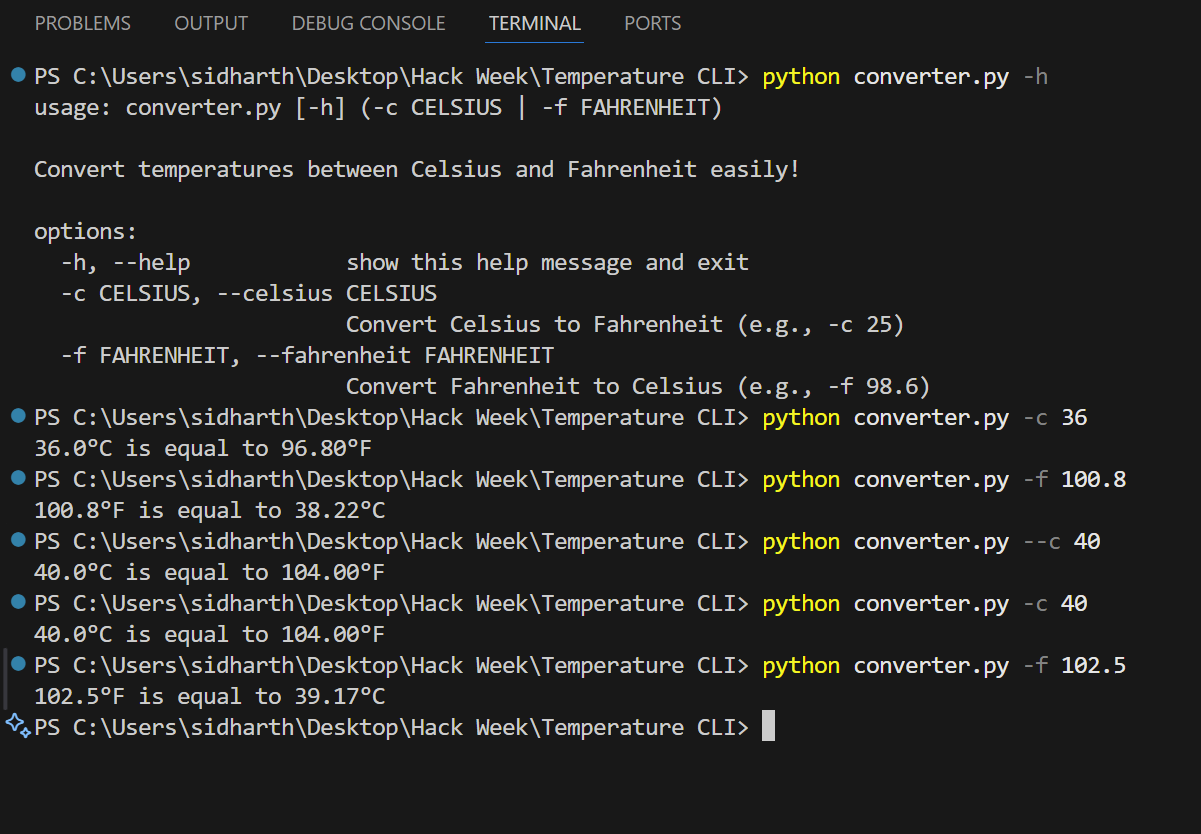 PROBLEMS OUTPUT DEBUG CONSOLE TERMINAL PORTS
PS C:\Users\sidharth\Desktop\Hack Week\Temperature CLI> python converter.py -h
usage: converter.py [-h] (-c CELSIUS | -f FAHRENHEIT)

Convert temperatures between Celsius and Fahrenheit easily!

options:
  -h, --help            show this help message and exit
  -c CELSIUS, --celsius CELSIUS
                        Convert Celsius to Fahrenheit (e.g., -c 25)
  -f FAHRENHEIT, --fahrenheit FAHRENHEIT
                        Convert Fahrenheit to Celsius (e.g., -f 98.6)
PS C:\Users\sidharth\Desktop\Hack Week\Temperature CLI> python converter.py -c 36
36.0°C is equal to 96.80°F
PS C:\Users\sidharth\Desktop\Hack Week\Temperature CLI> python converter.py -f 100.8
100.8°F is equal to 38.22°C
PS C:\Users\sidharth\Desktop\Hack Week\Temperature CLI> python converter.py --c 40
40.0°C is equal to 104.00°F
PS C:\Users\sidharth\Desktop\Hack Week\Temperature CLI> python converter.py -c 40
40.0°C is equal to 104.00°F
PS C:\Users\sidharth\Desktop\Hack Week\Temperature CLI> python converter.py -f 102.5
102.5°F is equal to 39.17°C
PS C:\Users\sidharth\Desktop\Hack Week\Temperature CLI>